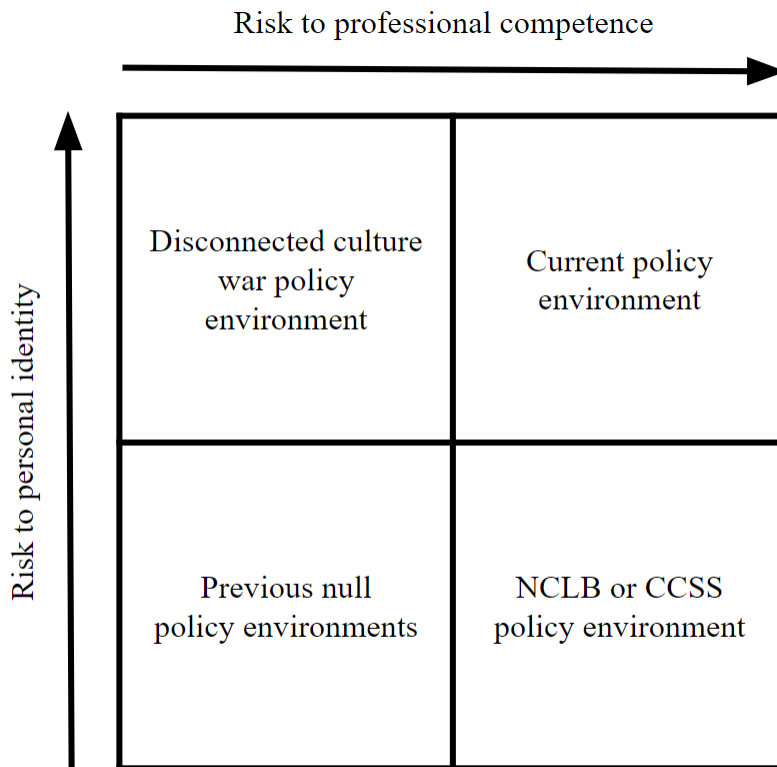 Risk to professional competence
Risk to personal identity
Disconnected culture
war policy
environment
Current policy
environment
Previous null
policy environments
NCLB or CCSS
policy environment